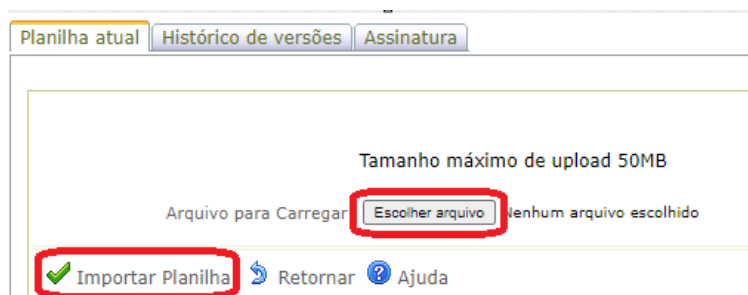 Planilha atual Histórico de versões Assinatura
Tamanho máximo de upload 50MB
Arquivo para Carregar Escolher arquivo Nenhum arquivo escolhido
Importar Planilha Retornar Ajuda